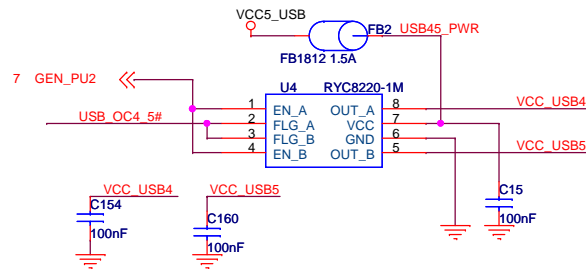 VCC5_USB
FB2 USB45_PWR
FB1812 1.5A
7 GEN_PU2
U4 RYC8220-1M
1 EN_A OUT_A 8 VCC_USB4
USB_OC4_5# 2 FLG_A VCC 7
3 FLG_B GND 6
4 EN_B OUT_B 5 VCC_USB5
VCC_USB4 VCC_USB5 C15
C154 C160 100nF
100nF 100nF